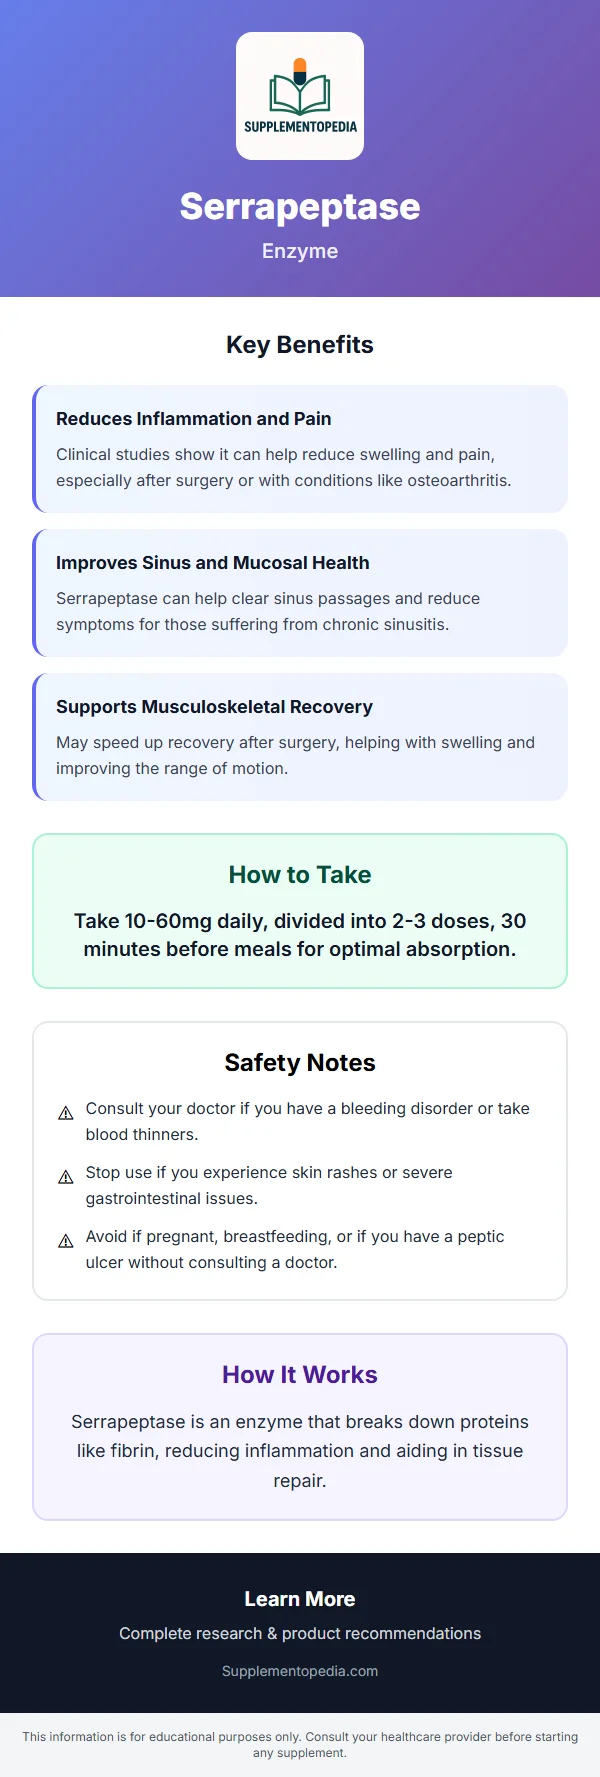 SUPPLEMENTOPEDIA
Serrapeptase
Enzyme
Key Benefits
Reduces Inflammation and Pain
Clinical studies show it can help reduce swelling and pain,
especially after surgery or with conditions like osteoarthritis.
Improves Sinus and Mucosal Health
Serrapeptase can help clear sinus passages and reduce
symptoms for those suffering from chronic sinusitis.
Supports Musculoskeletal Recovery
May speed up recovery after surgery, helping with swelling and
improving the range of motion.
How to Take
Take 10-60mg daily, divided into 2-3 doses, 30
minutes before meals for optimal absorption.
Safety Notes
⚠ Consult your doctor if you have a bleeding disorder or take
blood thinners.
⚠ Stop use if you experience skin rashes or severe
gastrointestinal issues.
⚠ Avoid if pregnant, breastfeeding, or if you have a peptic
ulcer without consulting a doctor.
How It Works
Serrapeptase is an enzyme that breaks down proteins
like fibrin, reducing inflammation and aiding in tissue
repair.
Learn More
Complete research & product recommendations
Supplementopedia.com
This information is for educational purposes only. Consult your healthcare provider before starting
any supplement.